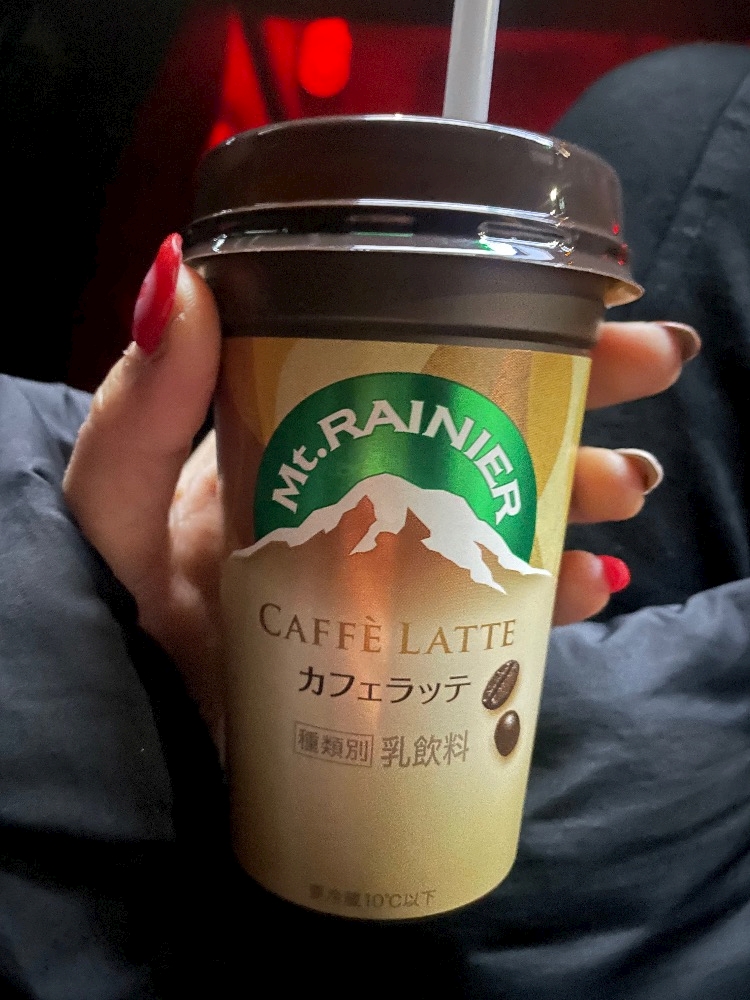 Mt. RAINIER
CAFFÈ LATTE
カフェラッテ
種類別 乳飲料
要冷蔵10℃以下